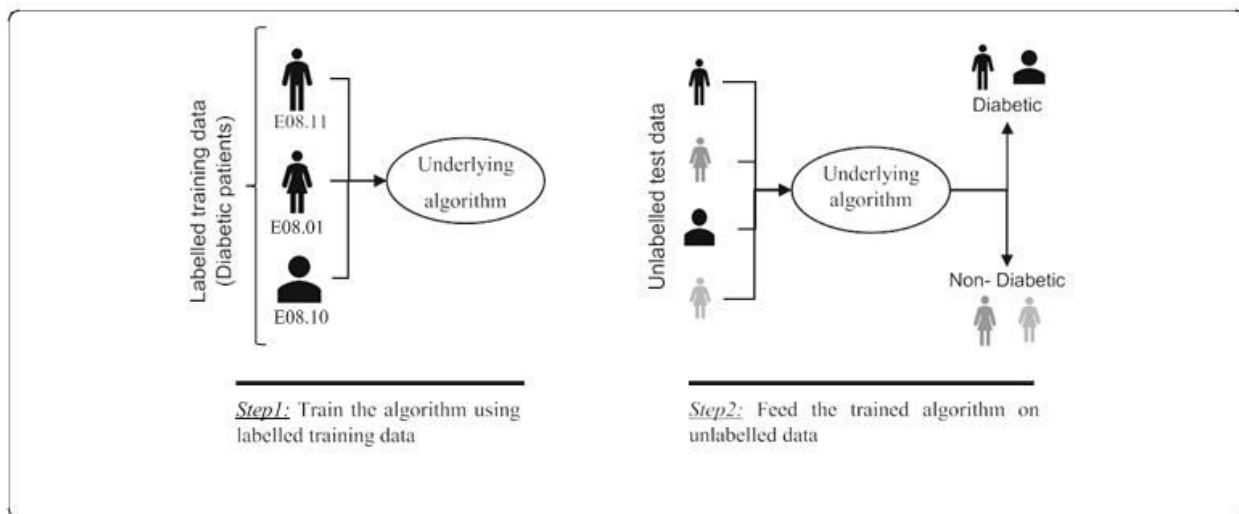 Labelled training data
(Diabetic patients)
E08.11
E08.01
E08.10
Underlying
algorithm
Step1: Train the algorithm using
labelled training data
Unlabelled test data
Underlying
algorithm
Diabetic
Non- Diabetic
Step2: Feed the trained algorithm on
unlabelled data